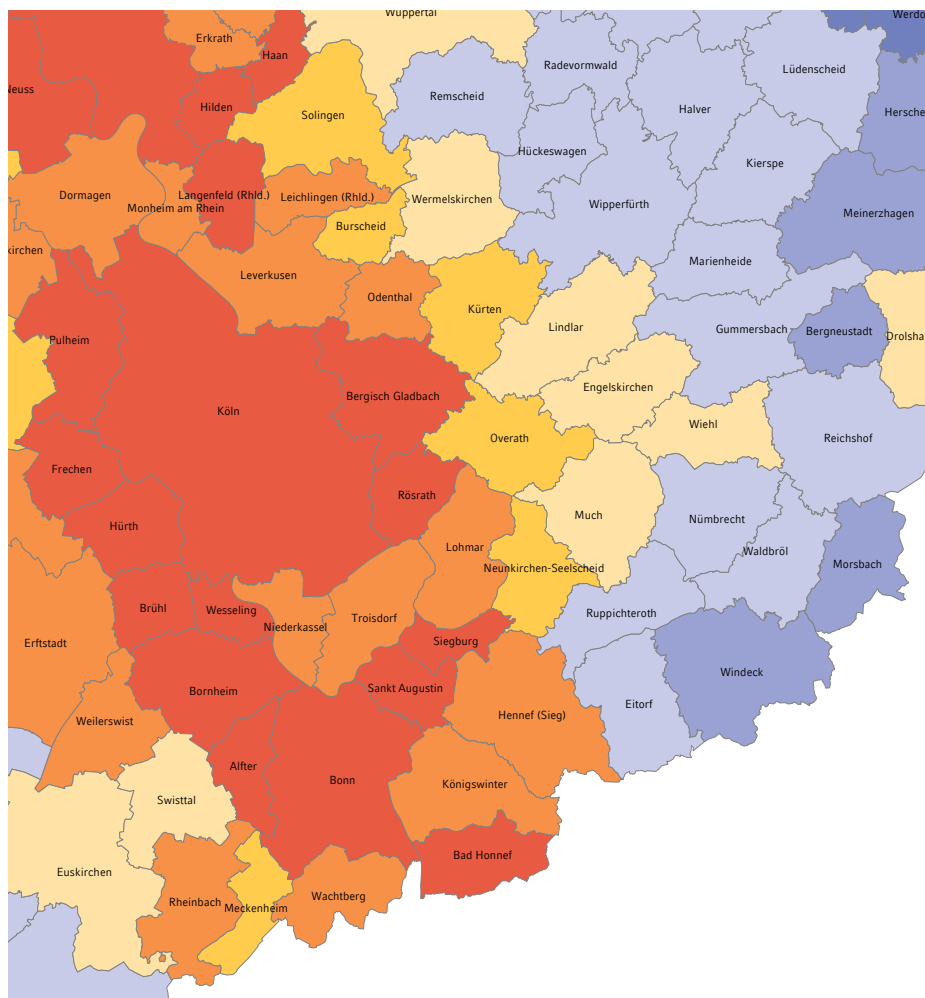 Wuppertal
Erkrath
Haan
Radevormwald
Lüdenscheid
Hilden
Solingen
Remscheid
Halver
Hückeswagen
Kierspe
Dormagen
Monheim am Rhein
Langenfeld (Rhld.)
Leichlingen (Rhld.)
Wermelskirchen
Wipperfürth
Meinerzhagen
Burscheid
kirchen
Leverkusen
Marienheide
Odenthal
Kürten
Lindlar
Gummersbach
Bergneustadt
Pulheim
Engelskirchen
Bergisch Gladbach
Köln
Wiehl
Overath
Reichshof
Frechen
Rösrath
Hürth
Much
Nümbrecht
Lohmar
Waldbröl
Neunkirchen-Seelscheid
Morsbach
Brühl
Wesseling
Ruppichteroth
Niederkassel
Troisdorf
Erftstadt
Siegburg
Windeck
Bornheim
Sankt Augustin
Eitorf
Weilerswist
Hennef (Sieg)
Alfter
Bonn
Königswinter
Swisttal
Bad Honnef
Euskirchen
Rheinbach
Meckenheim
Wachtberg